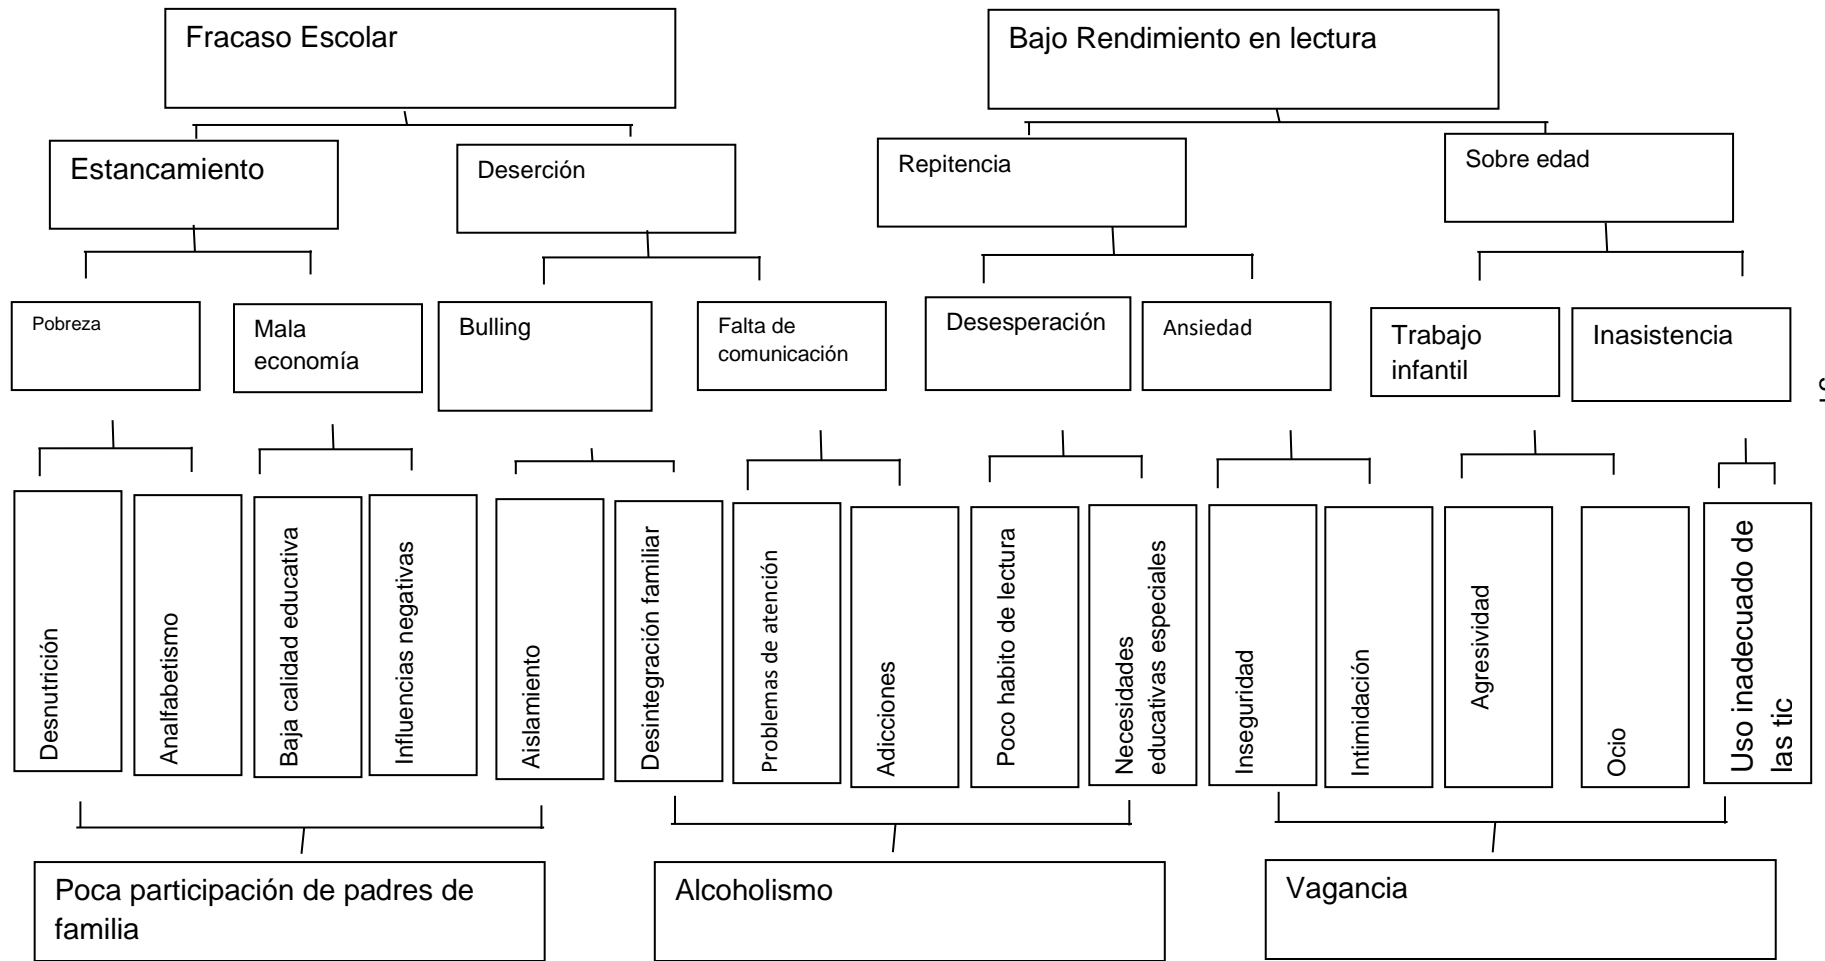 Fracaso Escolar
Bajo Rendimiento en lectura
Estancamiento
Deserción
Repitencia
Sobre edad
Pobreza
Mala
economía
Bulling
Falta de
comunicación
Desesperación
Ansiedad
Trabajo
infantil
Inasistencia
Desnutrición
Analfabetismo
Baja calidad educativa
Influencias negativas
Aislamiento
Desintegración familiar
Problemas de atención
Adicciones
Poco habito de lectura
Necesidades
educativas especiales
Inseguridad
Intimidación
Agresividad
Ocio
Uso inadecuado de
las tic
Poca participación de padres de
familia
Alcoholismo
Vagancia